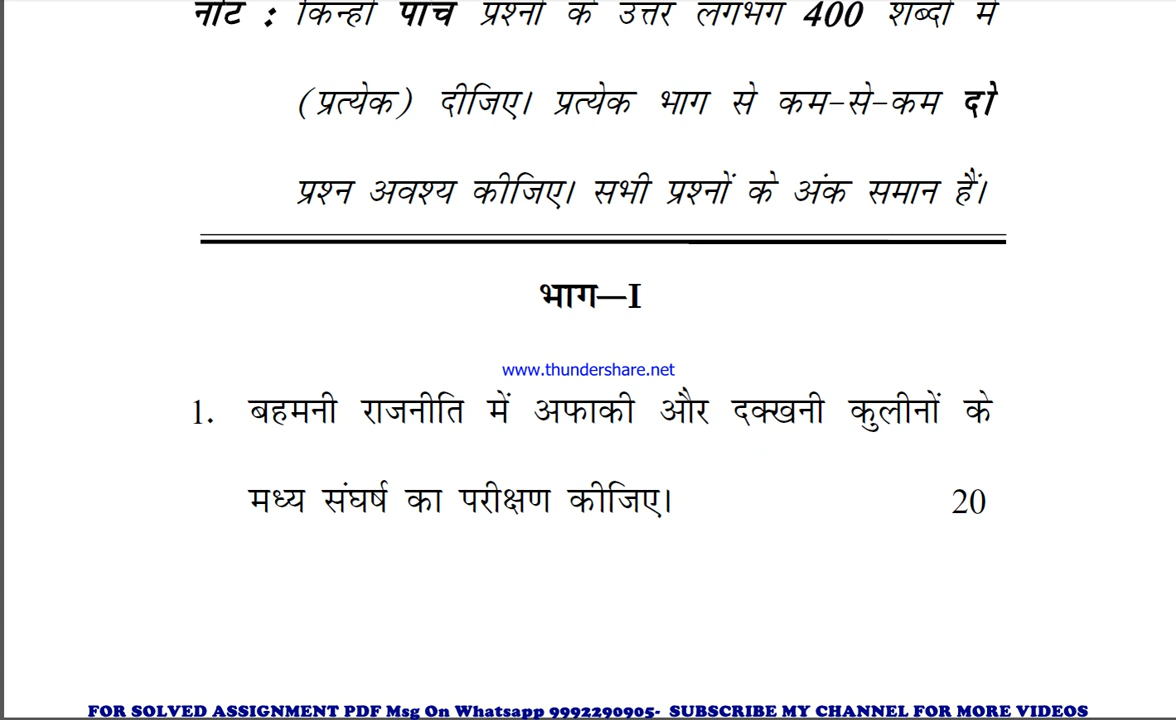 नोट : किन्हीं पाँच प्रश्नों के उत्तर लगभग 400 शब्दों में
(प्रत्येक) दीजिए। प्रत्येक भाग से कम-से-कम दो
प्रश्न अवश्य कीजिए। सभी प्रश्नों के अंक समान हैं।
भाग—I
www.thundershare.net
1. बहमनी राजनीति में अफाकी और दक्खनी कुलीनों के
मध्य संघर्ष का परीक्षण कीजिए। 20
FOR SOLVED ASSIGNMENT PDF Msg On Whatsapp 9992290905- SUBSCRIBE MY CHANNEL FOR MORE VIDEOS